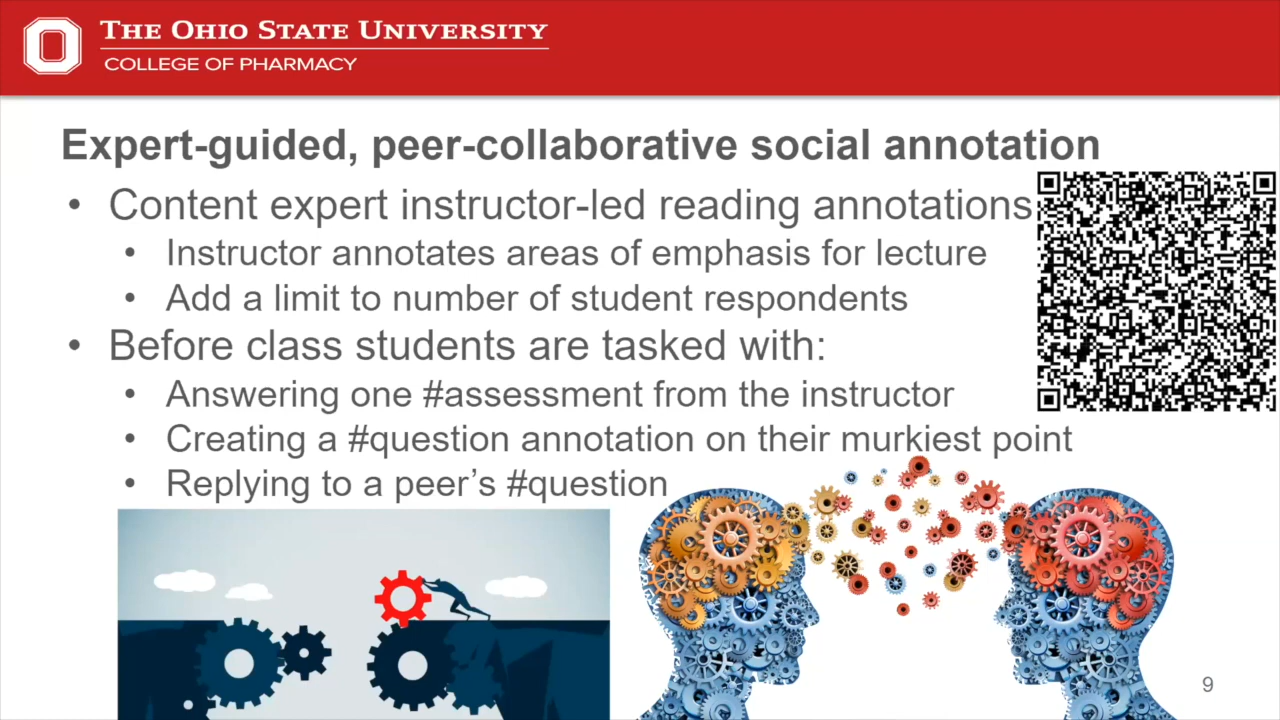 THE OHIO STATE UNIVERSITY
COLLEGE OF PHARMACY
Expert-guided, peer-collaborative social annotation
• Content expert instructor-led reading annotations
• Instructor annotates areas of emphasis for lecture
• Add a limit to number of student respondents
• Before class students are tasked with:
• Answering one #assessment from the instructor
• Creating a #question annotation on their murkiest point
• Replying to a peer's #question
9